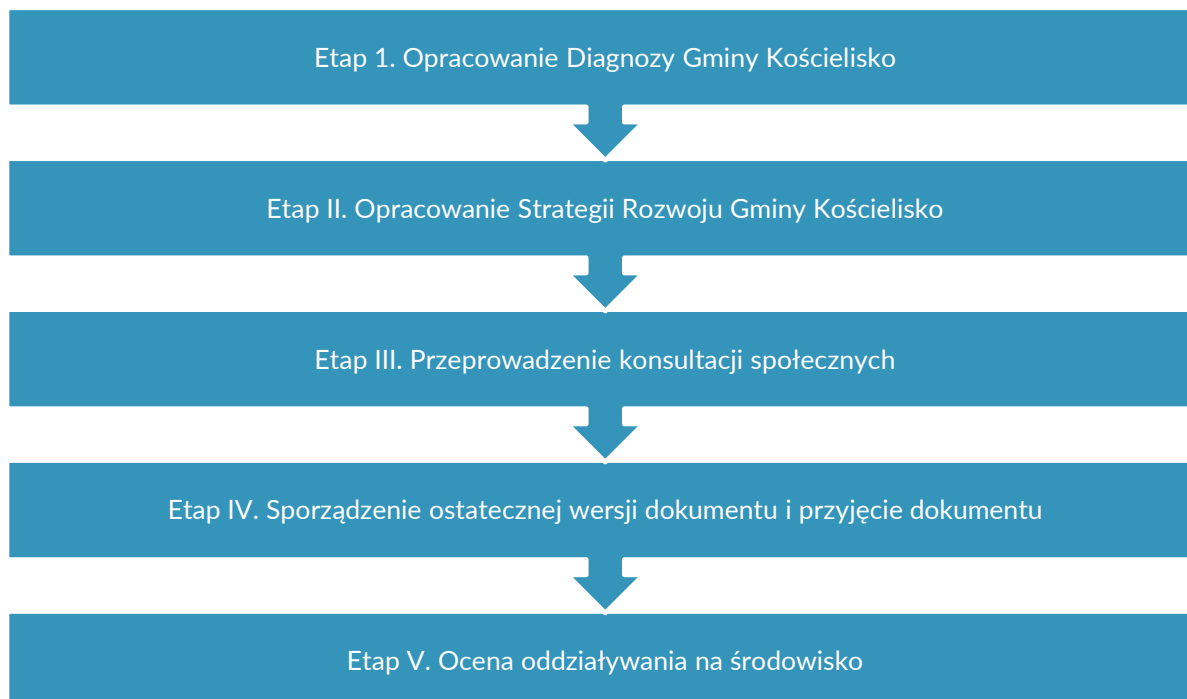 Etap 1. Opracowanie Diagnozy Gminy Kościelisko
Etap II. Opracowanie Strategii Rozwoju Gminy Kościelisko
Etap III. Przeprowadzenie konsultacji społecznych
Etap IV. Sporządzenie ostatecznej wersji dokumentu i przyjęcie dokumentu
Etap V. Ocena oddziaływania na środowisko